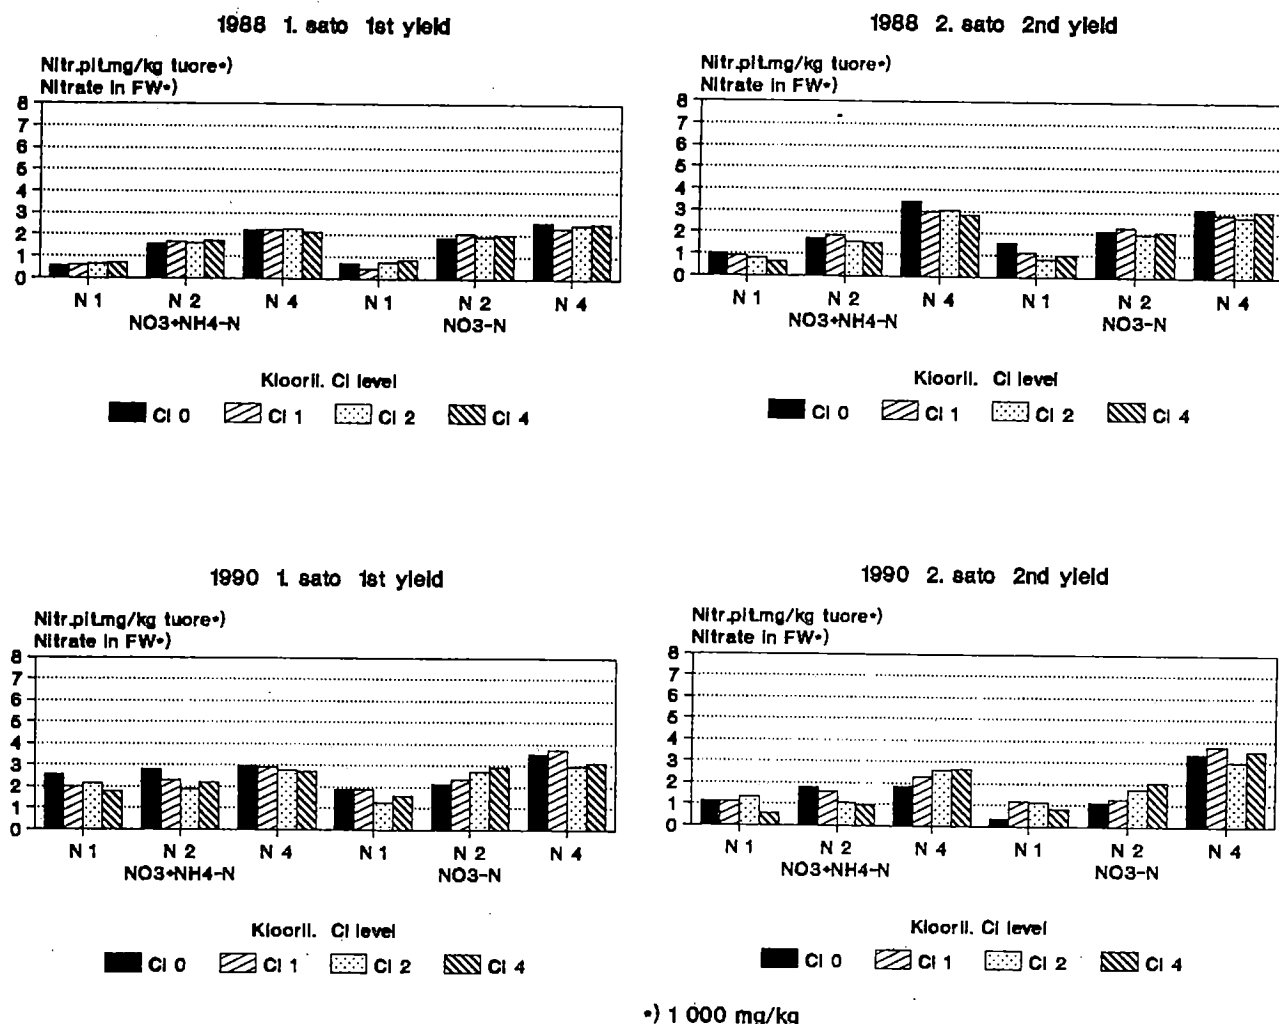 1988 1. sato 1st yield
Nitr.pit.mg/kg tuore*)
Nitrate in FW*)
8
7
6
5
4
3
2
1
0
N 1 N 2 N 4 N 1 N 2 N 4
NO3+NH4-N NO3-N
Klooril. Cl level
Cl 0 Cl 1 Cl 2 Cl 4
1988 2. sato 2nd yield
Nitr.pit.mg/kg tuore*)
Nitrate in FW*)
8
7
6
5
4
3
2
1
0
N 1 N 2 N 4 N 1 N 2 N 4
NO3+NH4-N NO3-N
Klooril. Cl level
Cl 0 Cl 1 Cl 2 Cl 4
1990 1. sato 1st yield
Nitr.pit.mg/kg tuore*)
Nitrate in FW*)
8
7
6
5
4
3
2
1
0
N 1 N 2 N 4 N 1 N 2 N 4
NO3+NH4-N NO3-N
Klooril. Cl level
Cl 0 Cl 1 Cl 2 Cl 4
1990 2. sato 2nd yield
Nitr.pit.mg/kg tuore*)
Nitrate in FW*)
8
7
6
5
4
3
2
1
0
N 1 N 2 N 4 N 1 N 2 N 4
NO3+NH4-N NO3-N
Klooril. Cl level
Cl 0 Cl 1 Cl 2 Cl 4
*) 1 000 mg/kg